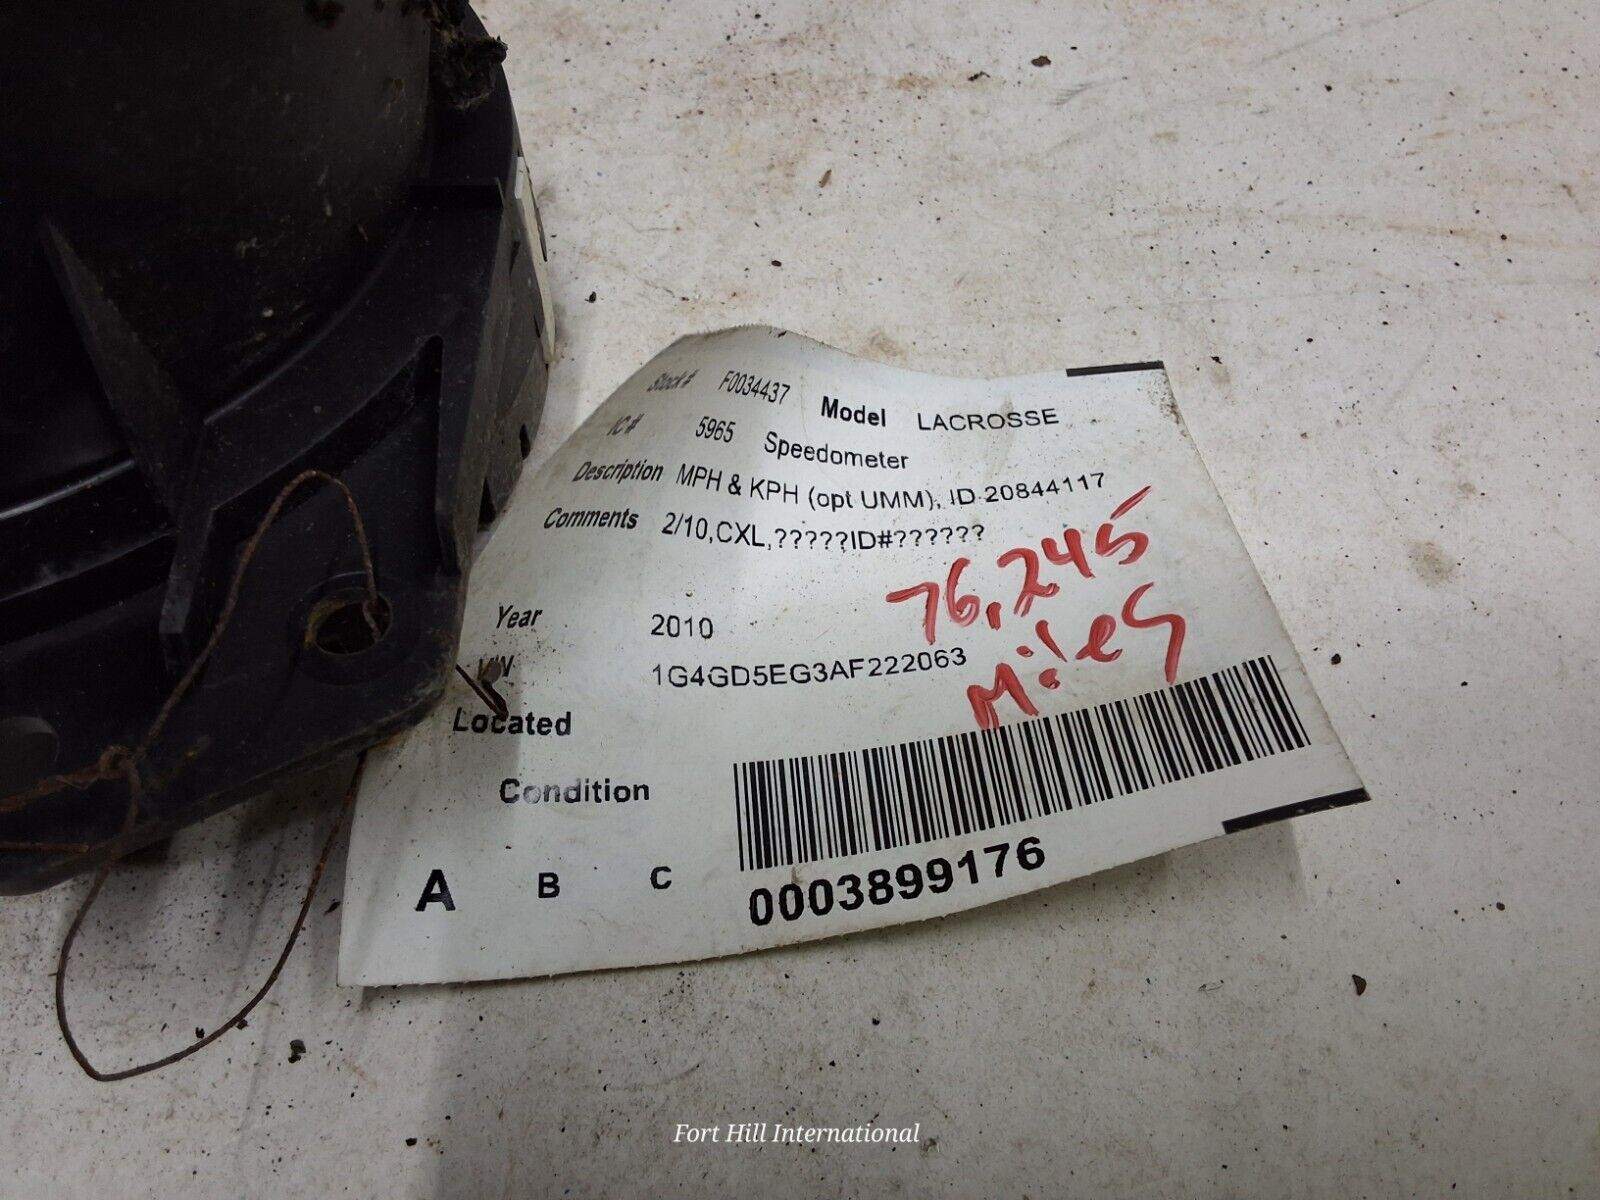 Stock # F0034437 Model LACROSSE
IC # 5965 Speedometer
Description MPH & KPH (opt UMM), ID 20844117
Comments 2/10,CXL,?????ID#??????
76,245
Miles
Year 2010
1G4GD5EG3AF222063
Located
Condition
A B C
0003899176
Fort Hill International